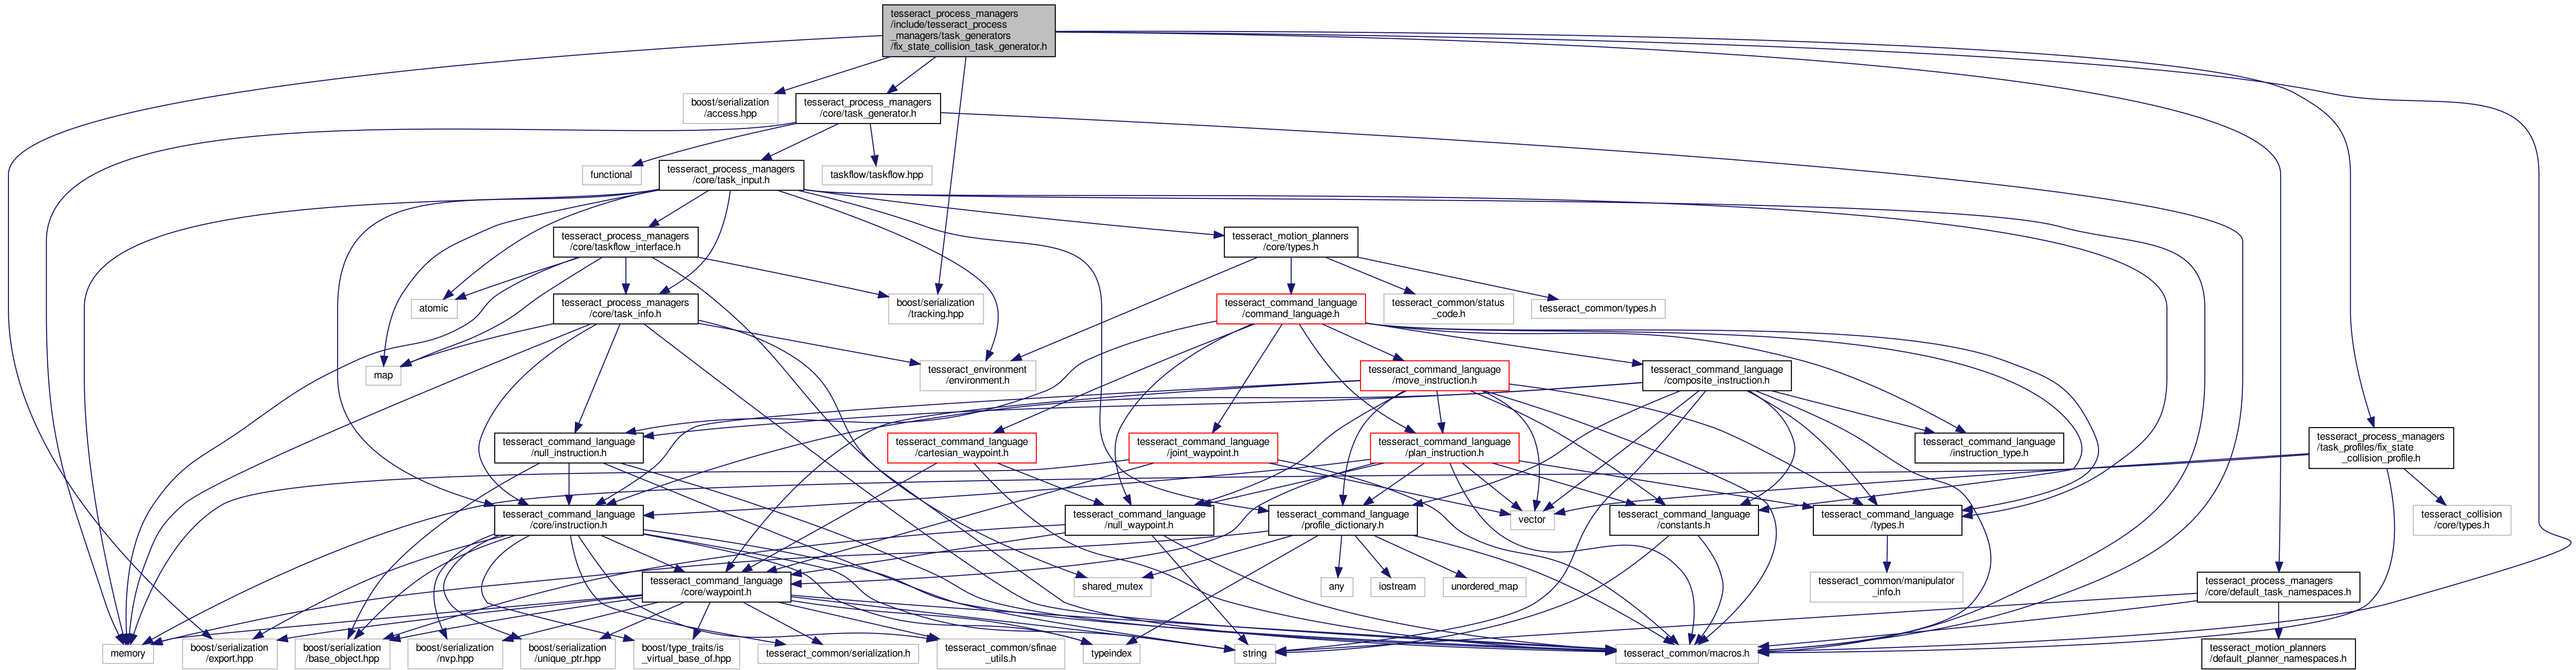 tesseract_process_managers
/include/tesseract_process
_managers/task_generators
/fix_state_collision_task_generator.h
boost/serialization
/access.hpp
tesseract_process_managers
/core/task_generator.h
functional
tesseract_process_managers
/core/task_input.h
taskflow/taskflow.hpp
tesseract_process_managers
/core/taskflow_interface.h
tesseract_motion_planners
/core/types.h
atomic
tesseract_process_managers
/core/task_info.h
boost/serialization
/tracking.hpp
tesseract_command_language
/command_language.h
tesseract_common/status
_code.h
tesseract_common/types.h
map
tesseract_environment
/environment.h
tesseract_command_language
/move_instruction.h
tesseract_command_language
/composite_instruction.h
tesseract_command_language
/null_instruction.h
tesseract_command_language
/cartesian_waypoint.h
tesseract_command_language
/joint_waypoint.h
tesseract_command_language
/plan_instruction.h
tesseract_command_language
/instruction_type.h
tesseract_process_managers
/task_profiles/fix_state
_collision_profile.h
tesseract_command_language
/core/instruction.h
tesseract_command_language
/null_waypoint.h
tesseract_command_language
/profile_dictionary.h
vector
tesseract_command_language
/constants.h
tesseract_command_language
/types.h
tesseract_collision
/core/types.h
tesseract_command_language
/core/waypoint.h
shared_mutex
any
iostream
unordered_map
tesseract_common/manipulator
_info.h
tesseract_process_managers
/core/default_task_namespaces.h
memory
boost/serialization
/export.hpp
boost/serialization
/base_object.hpp
boost/serialization
/nvp.hpp
boost/serialization
/unique_ptr.hpp
boost/type_traits/is
_virtual_base_of.hpp
tesseract_common/serialization.h
tesseract_common/sfinae
_utils.h
typeindex
string
tesseract_common/macros.h
tesseract_motion_planners
/default_planner_namespaces.h